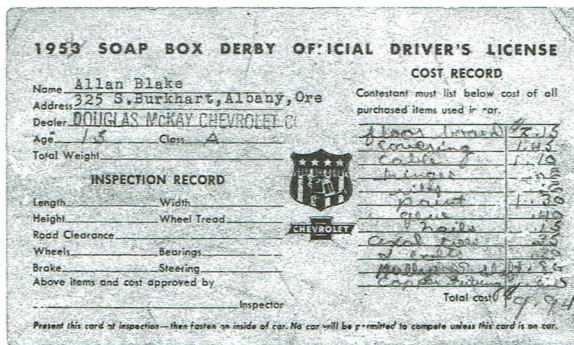 1953 SOAP BOX DERBY OFFICIAL DRIVER'S LICENSE
Name Allan Blake
Address 325 S. Burkhart, Albany, Ore
Dealer DOUGLAS McKAY CHEVROLET C
Age 13 Class A
Total Weight
INSPECTION RECORD
Length Width
Height Wheel Tread
Road Clearance
Wheels Bearings
Brake Steering
Above items and cost approved by
Inspector
CHEVROLET
COST RECORD
Contestant must list below cost of all
purchased items used in car.
floor board $2.15
covering 1.45
cable 1.10
hinges
paint
glue
nails
Total cost $9.94
Present this card at inspection—then fasten on inside of car. No car will be permitted to compete unless this card is on car.